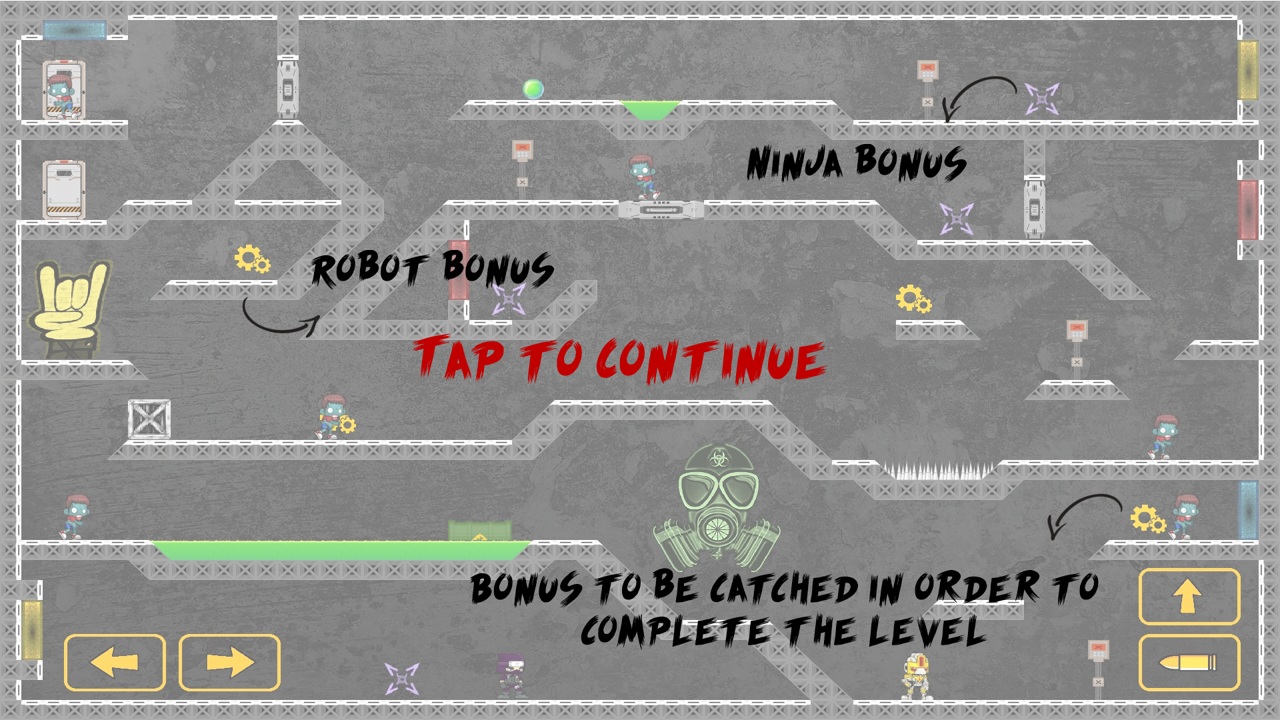 NINJA BONUS
ROBOT BONUS
TAP TO CONTINUE
BONUS TO BE CATCHED IN ORDER TO
COMPLETE THE LEVEL